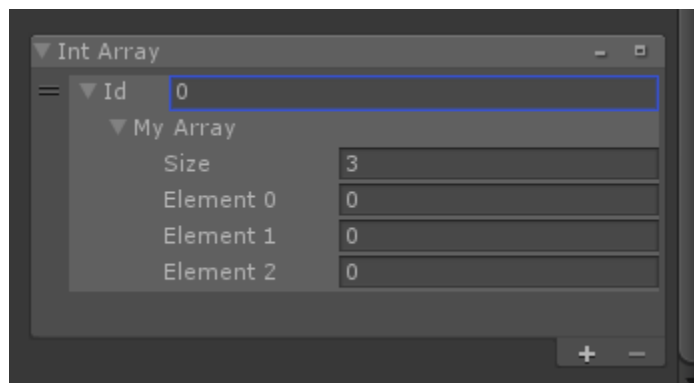 Int Array
Id 0
My Array
Size 3
Element 0 0
Element 1 0
Element 2 0